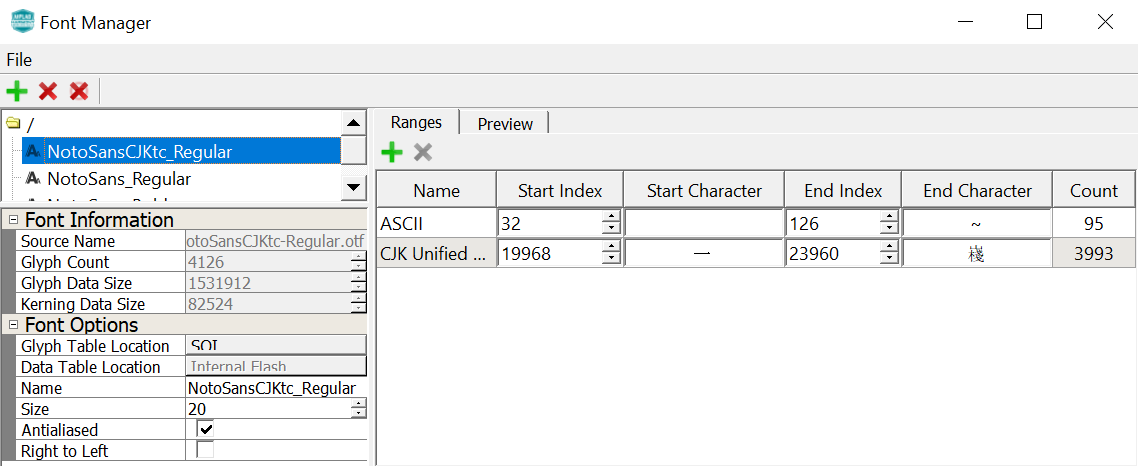 Font Manager
File
/
NotoSansCJKtc_Regular
NotoSans_Regular
Font Information
Source Name otoSansCJKtc-Regular.otf
Glyph Count 4126
Glyph Data Size 1531912
Kerning Data Size 82524
Font Options
Glyph Table Location SQI
Data Table Location Internal Flash
Name NotoSansCJKtc_Regular
Size 20
Antialiased
Right to Left
Ranges Preview
Name Start Index Start Character End Index End Character Count
ASCII 32 126 ~ 95
CJK Unified ... 19968 一 23960 嶘 3993